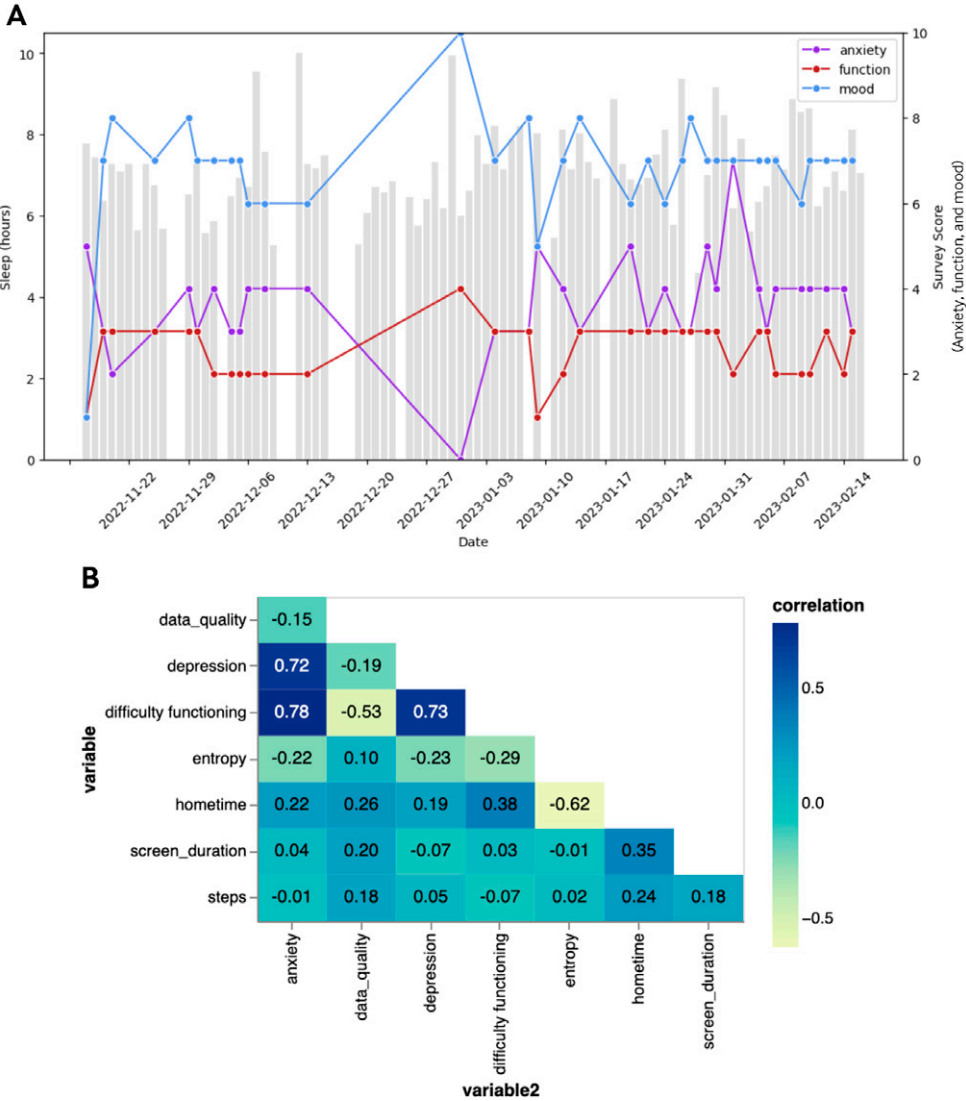 A
anxiety
function
mood
10
8
6
4
2
0
Sleep (hours)
10
8
6
4
2
0
Survey Score
(Anxiety, function, and mood)
2022-11-22
2022-11-29
2022-12-06
2022-12-13
2022-12-20
2022-12-27
2023-01-03
2023-01-10
2023-01-17
2023-01-24
2023-01-31
2023-02-07
2023-02-14
Date
B
variable
data_quality -0.15
depression 0.72 -0.19
difficulty functioning 0.78 -0.53 0.73
entropy -0.22 0.10 -0.23 -0.29
hometime 0.22 0.26 0.19 0.38 -0.62
screen_duration 0.04 0.20 -0.07 0.03 -0.01 0.35
steps -0.01 0.18 0.05 -0.07 0.02 0.24 0.18
anxiety
data_quality
depression
difficulty functioning
entropy
hometime
screen_duration
variable2
correlation
0.5
0.0
−0.5